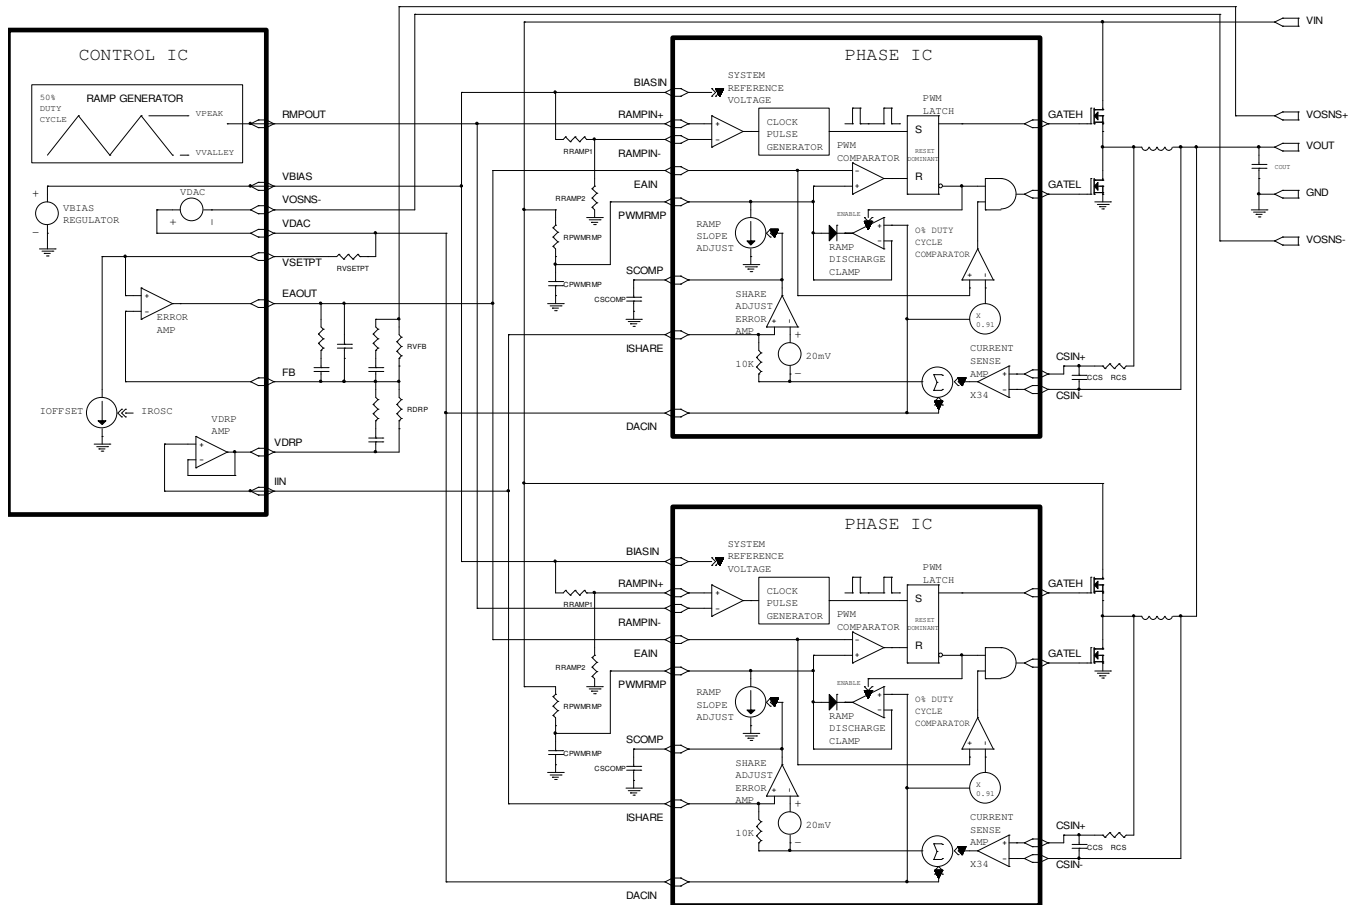 CONTROL IC
50%
DUTY
CYCLE
RAMP GENERATOR
VPEAK
VVALLEY
RMPOUT
VBIAS
+
VBIAS
REGULATOR
−
VDAC
+
−
VOSNS-
VDAC
VSETPT
RVSETPT
+
−
ERROR
AMP
EAOUT
RVFB
FB
IOFFSET
IROSC
RDRP
VDRP
AMP
+
−
VDRP
IIN
VIN
VOSNS+
VOUT
COUT
GND
VOSNS-
PHASE IC
BIASIN
SYSTEM
REFERENCE
VOLTAGE
RAMPIN+
RRAMP1
RAMPIN-
+
−
CLOCK
PULSE
GENERATOR
PWM
LATCH
S
RESET
DOMINANT
R
PWM
COMPARATOR
−
+
GATEH
EAIN
RRAMP2
PWMRMP
RPWMRMP
CPWMRMP
RAMP
SLOPE
ADJUST
ENABLE
+
−
RAMP
DISCHARGE
CLAMP
0% DUTY
CYCLE
COMPARATOR
+
−
GATEL
SCOMP
CSCOMP
SHARE
ADJUST
ERROR
AMP
+
−
+
20mV
−
10K
X
0.91
ISHARE
CURRENT
SENSE
AMP
+
−
X34
Σ
CSIN+
CCS
RCS
CSIN-
DACIN
PHASE IC
BIASIN
SYSTEM
REFERENCE
VOLTAGE
RAMPIN+
RRAMP1
RAMPIN-
+
−
CLOCK
PULSE
GENERATOR
PWM
LATCH
S
RESET
DOMINANT
R
PWM
COMPARATOR
−
+
GATEH
EAIN
RRAMP2
PWMRMP
RPWMRMP
CPWMRMP
RAMP
SLOPE
ADJUST
ENABLE
+
−
RAMP
DISCHARGE
CLAMP
0% DUTY
CYCLE
COMPARATOR
+
−
GATEL
SCOMP
CSCOMP
SHARE
ADJUST
ERROR
AMP
+
−
+
20mV
−
10K
X
0.91
ISHARE
CURRENT
SENSE
AMP
+
−
X34
Σ
CSIN+
CCS
RCS
CSIN-
DACIN